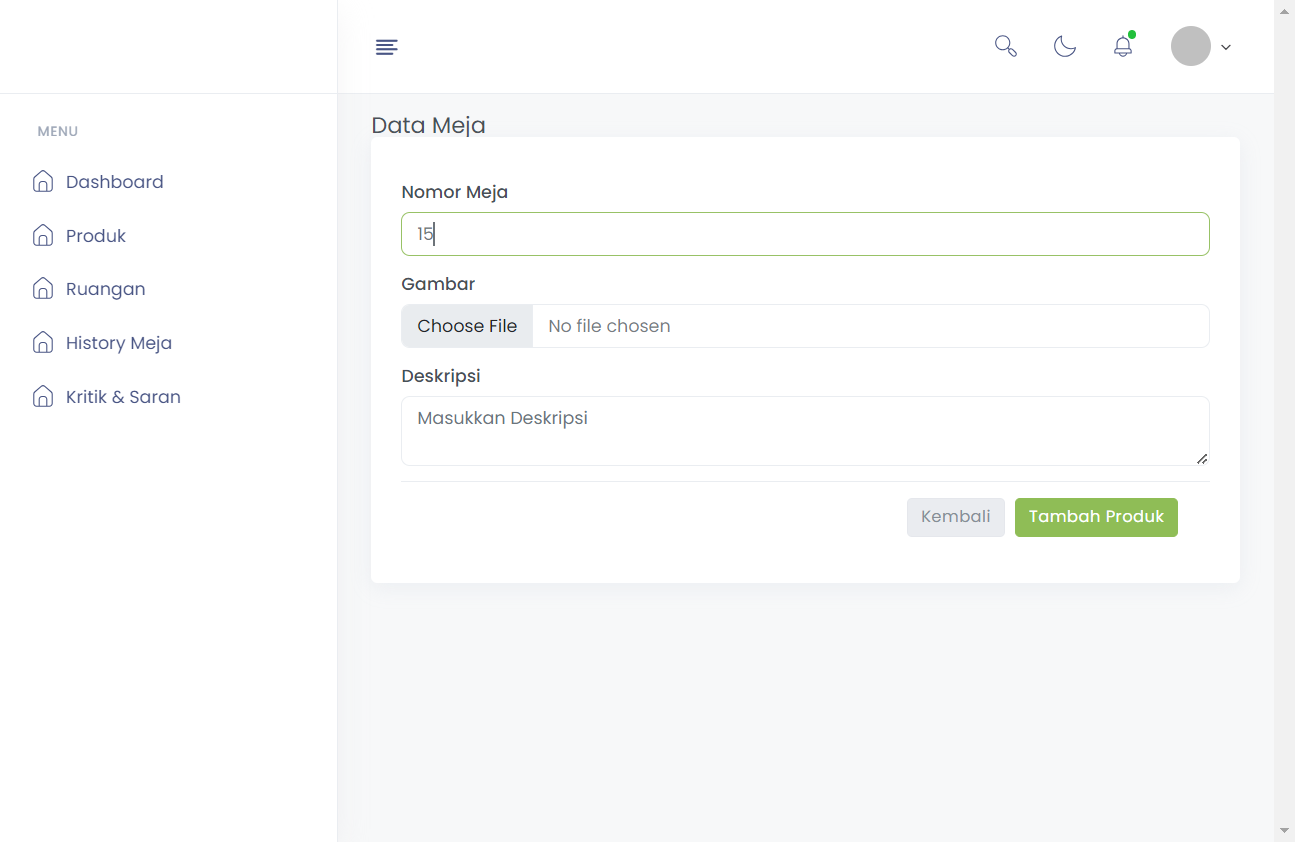 MENU
Dashboard
Produk
Ruangan
History Meja
Kritik & Saran
Data Meja
Nomor Meja
15
Gambar
Choose File No file chosen
Deskripsi
Masukkan Deskripsi
Kembali Tambah Produk